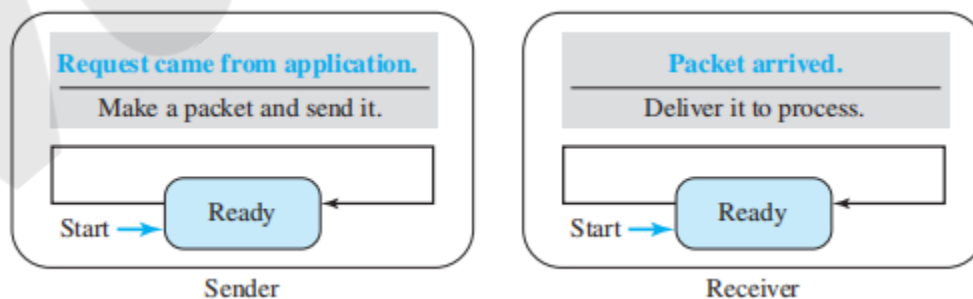 Request came from application.
Make a packet and send it.
Start
Ready
Sender
Packet arrived.
Deliver it to process.
Start
Ready
Receiver